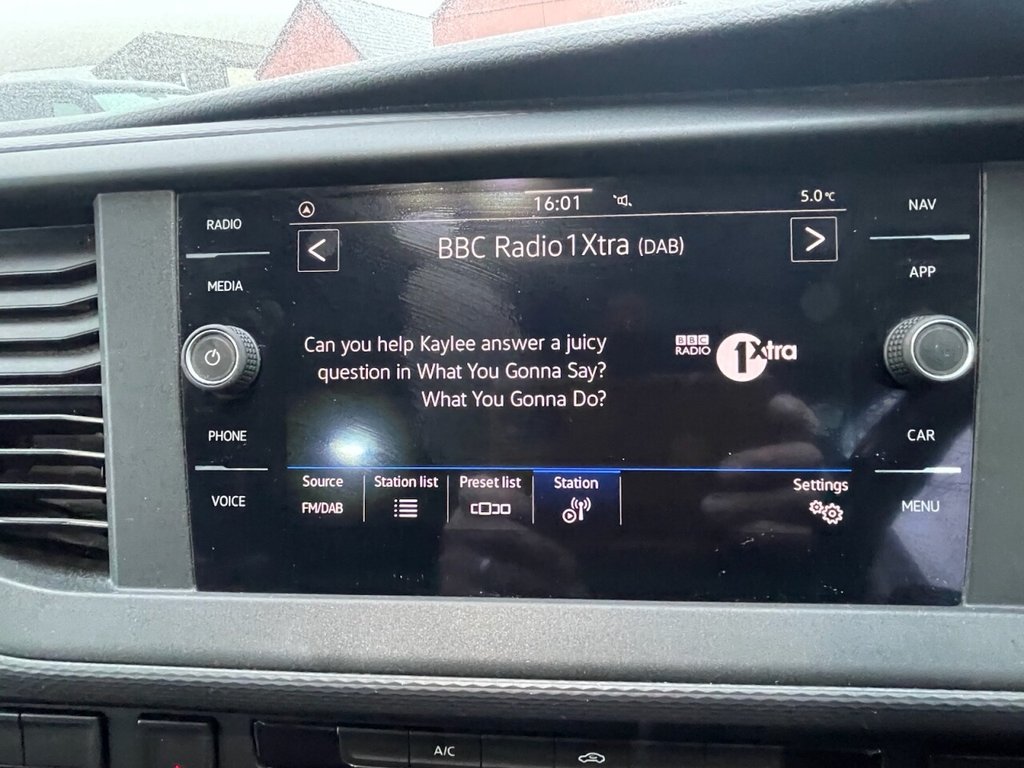 RADIO
MEDIA
PHONE
VOICE
16:01
5.0°C
<
BBC Radio 1Xtra (DAB)
>
Can you help Kaylee answer a juicy
question in What You Gonna Say?
What You Gonna Do?
BBC
RADIO
1Xtra
Source
FM/DAB
Station list
Preset list
Station
Settings
NAV
APP
CAR
MENU
A/C